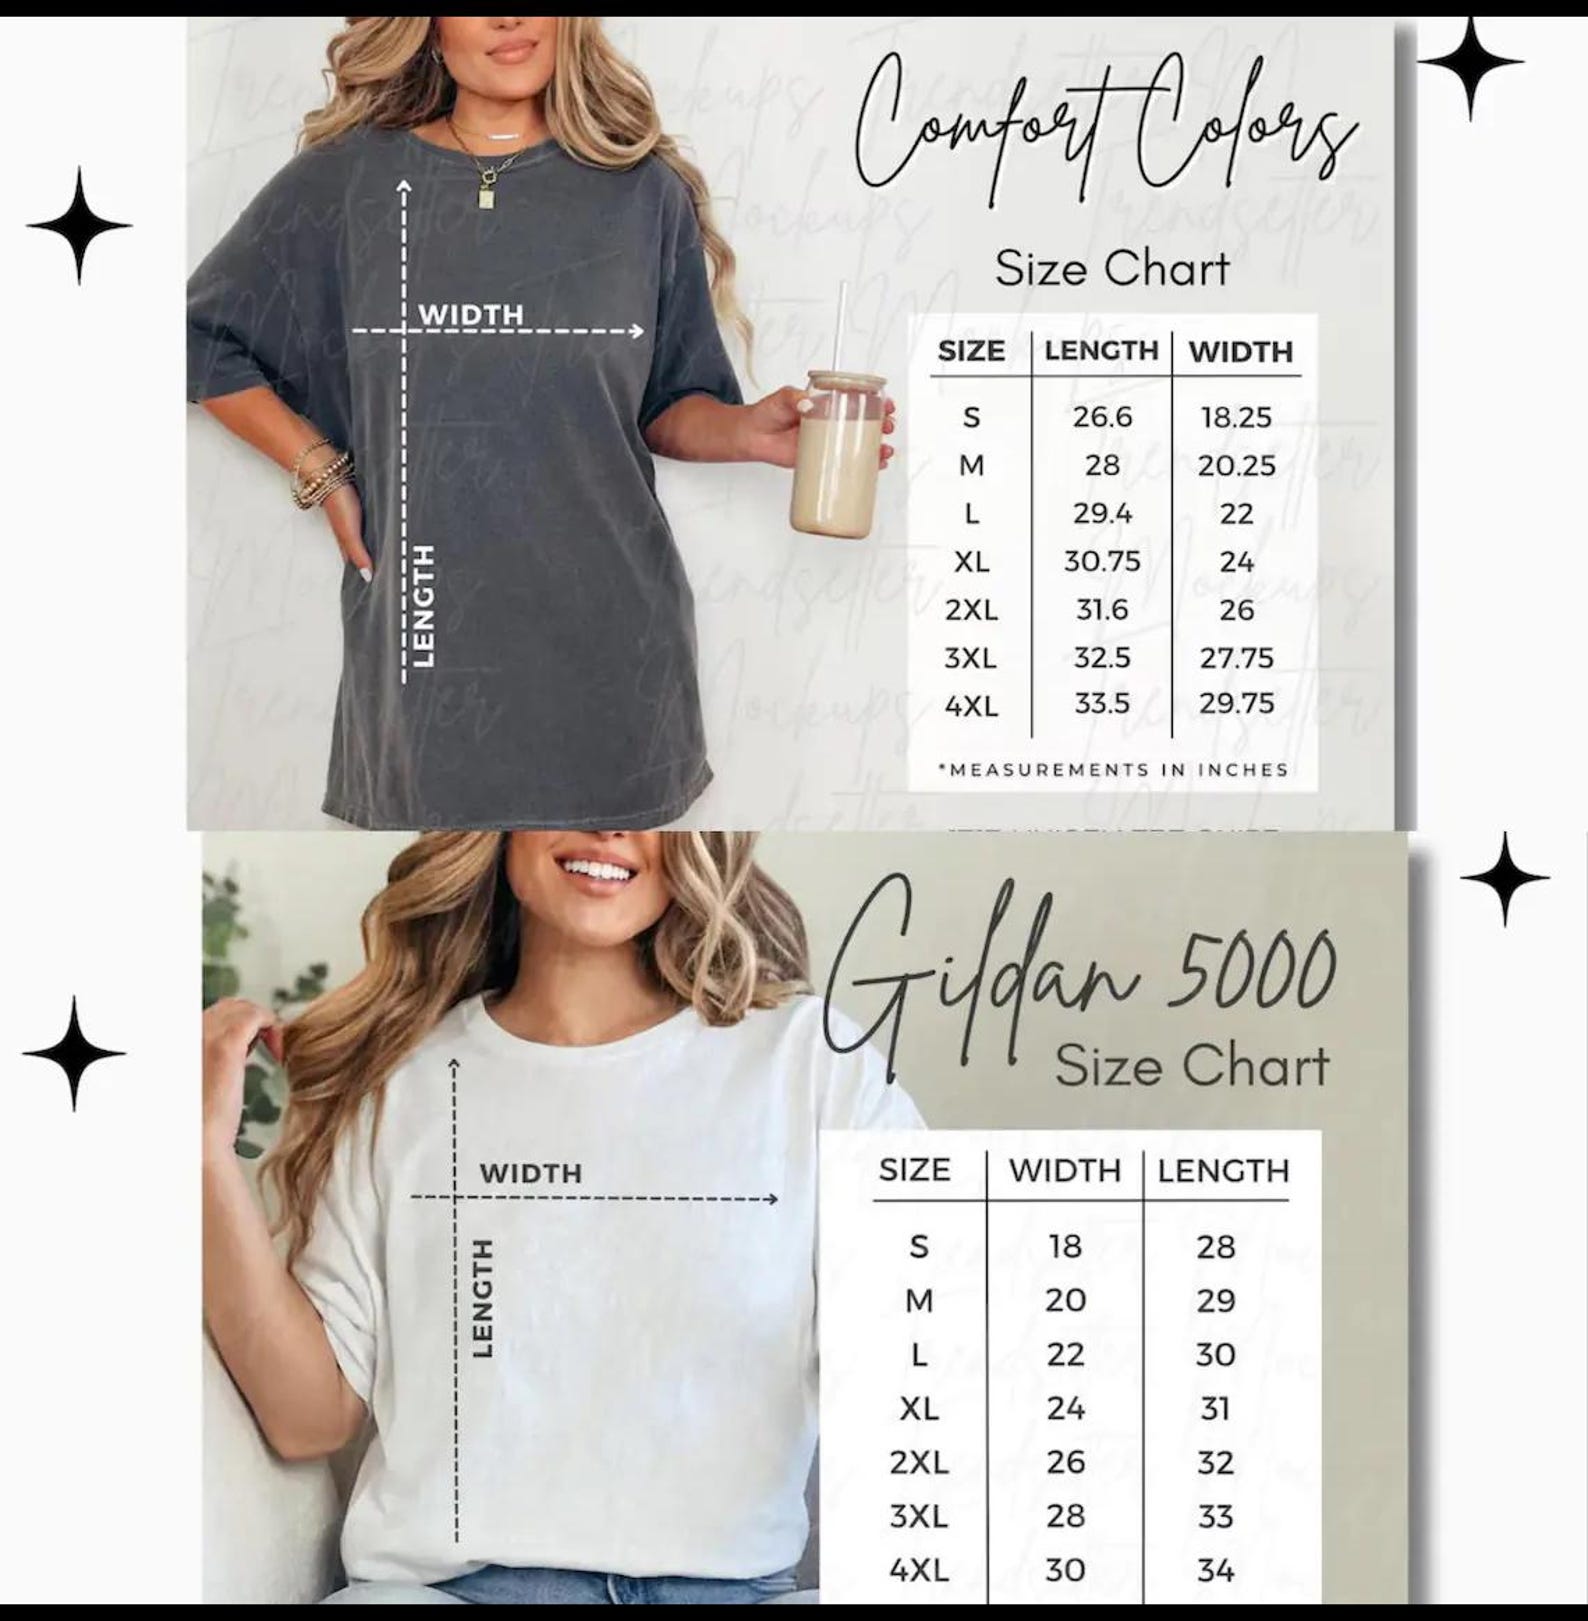 Comfort Colors
Size Chart
WIDTH
LENGTH
SIZE LENGTH WIDTH
S 26.6 18.25
M 28 20.25
L 29.4 22
XL 30.75 24
2XL 31.6 26
3XL 32.5 27.75
4XL 33.5 29.75
*MEASUREMENTS IN INCHES
Gildan 5000
Size Chart
WIDTH
LENGTH
SIZE WIDTH LENGTH
S 18 28
M 20 29
L 22 30
XL 24 31
2XL 26 32
3XL 28 33
4XL 30 34
Trendsetter
Mockups